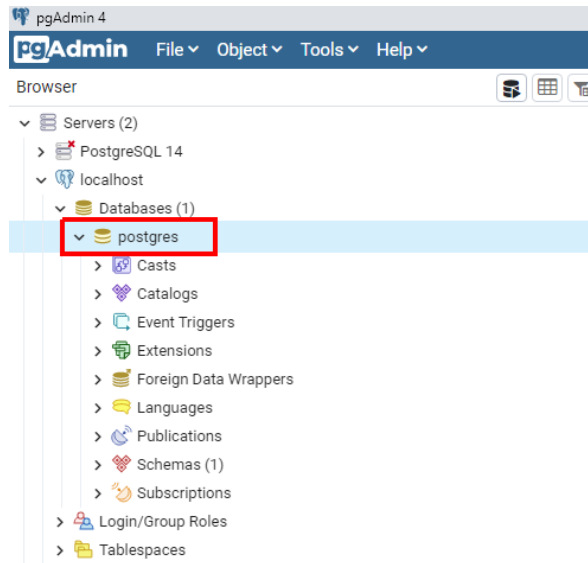 pgAdmin 4
pgAdmin File Object Tools Help
Browser
Servers (2)
PostgreSQL 14
localhost
Databases (1)
postgres
Casts
Catalogs
Event Triggers
Extensions
Foreign Data Wrappers
Languages
Publications
Schemas (1)
Subscriptions
Login/Group Roles
Tablespaces